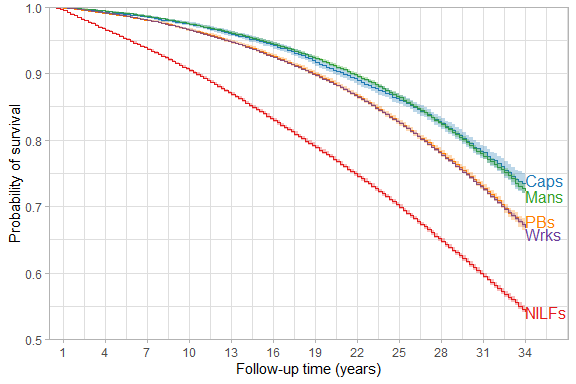 Probability of survival
1.0
0.9
0.8
0.7
0.6
0.5
Caps
Mans
PBs
Wrks
NILFs
1 4 7 10 13 16 19 22 25 28 31 34
Follow-up time (years)